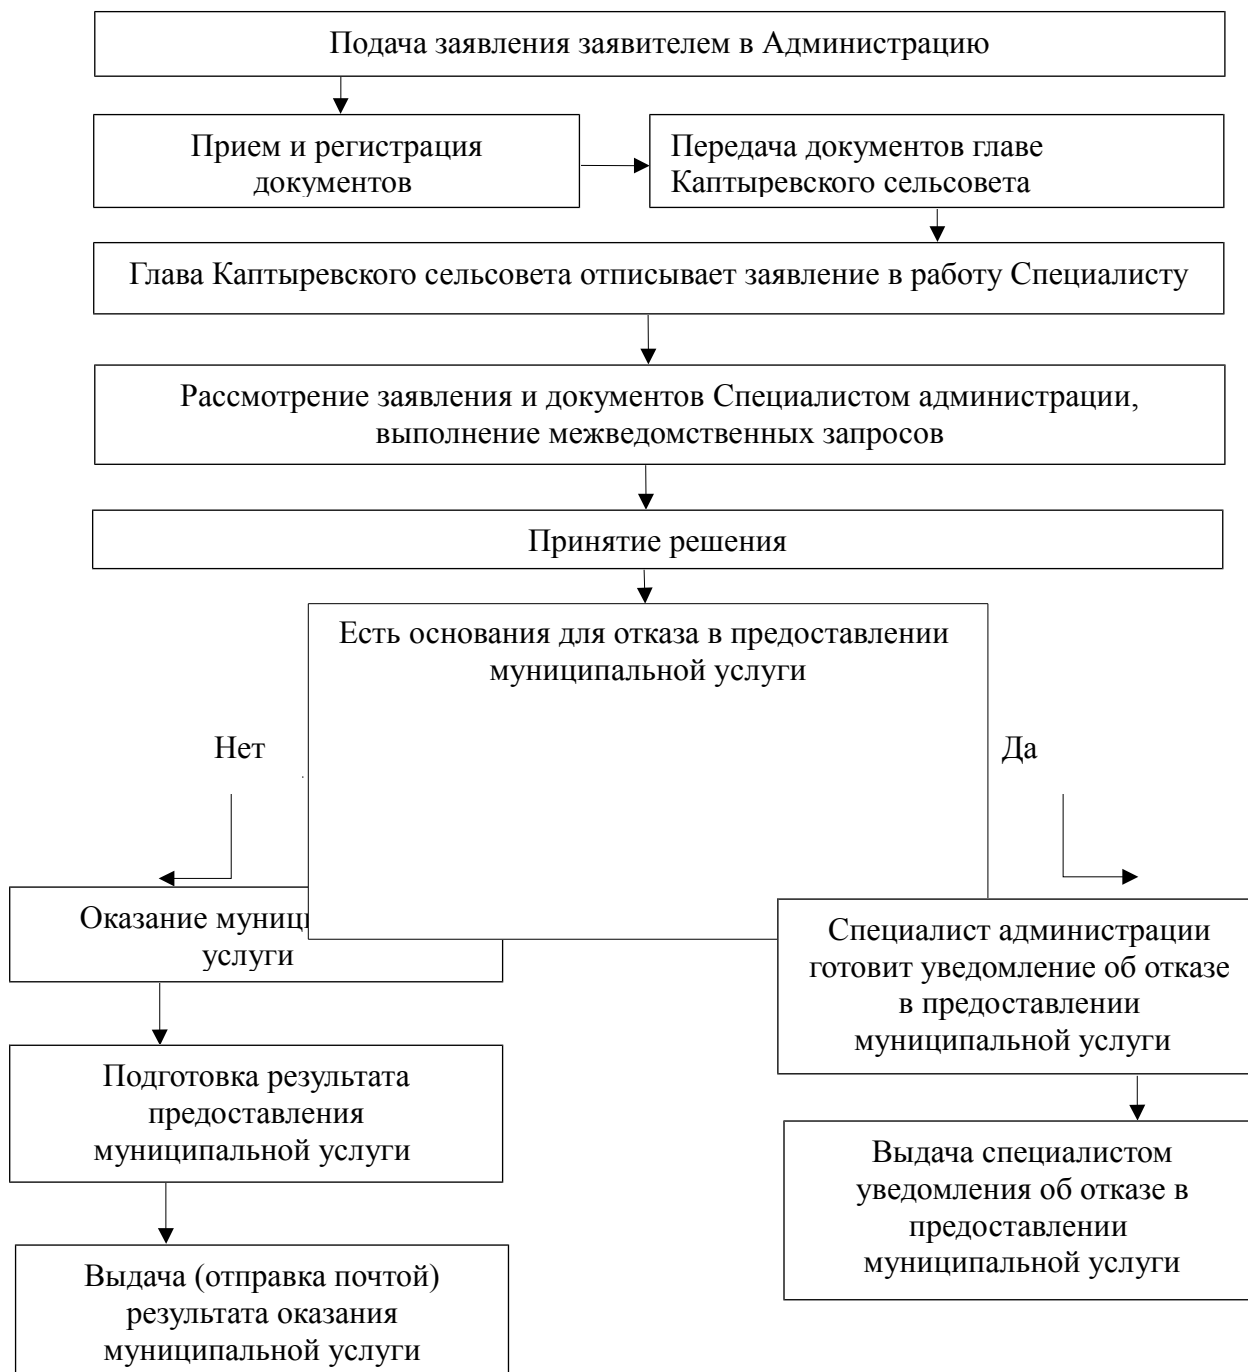 Подача заявления заявителем в Администрацию
Прием и регистрация
документов
Передача документов главе
Каптыревского сельсовета
Глава Каптыревского сельсовета отписывает заявление в работу Специалисту
Рассмотрение заявления и документов Специалистом администрации,
выполнение межведомственных запросов
Принятие решения
Есть основания для отказа в предоставлении
муниципальной услуги
Нет
Да
Оказание
услуги
Специалист администрации
готовит уведомление об отказе
в предоставлении
муниципальной услуги
Подготовка результата
предоставления
муниципальной услуги
Выдача специалистом
уведомления об отказе в
предоставлении
муниципальной услуги
Выдача (отправка почтой)
результата оказания
муниципальной услуги